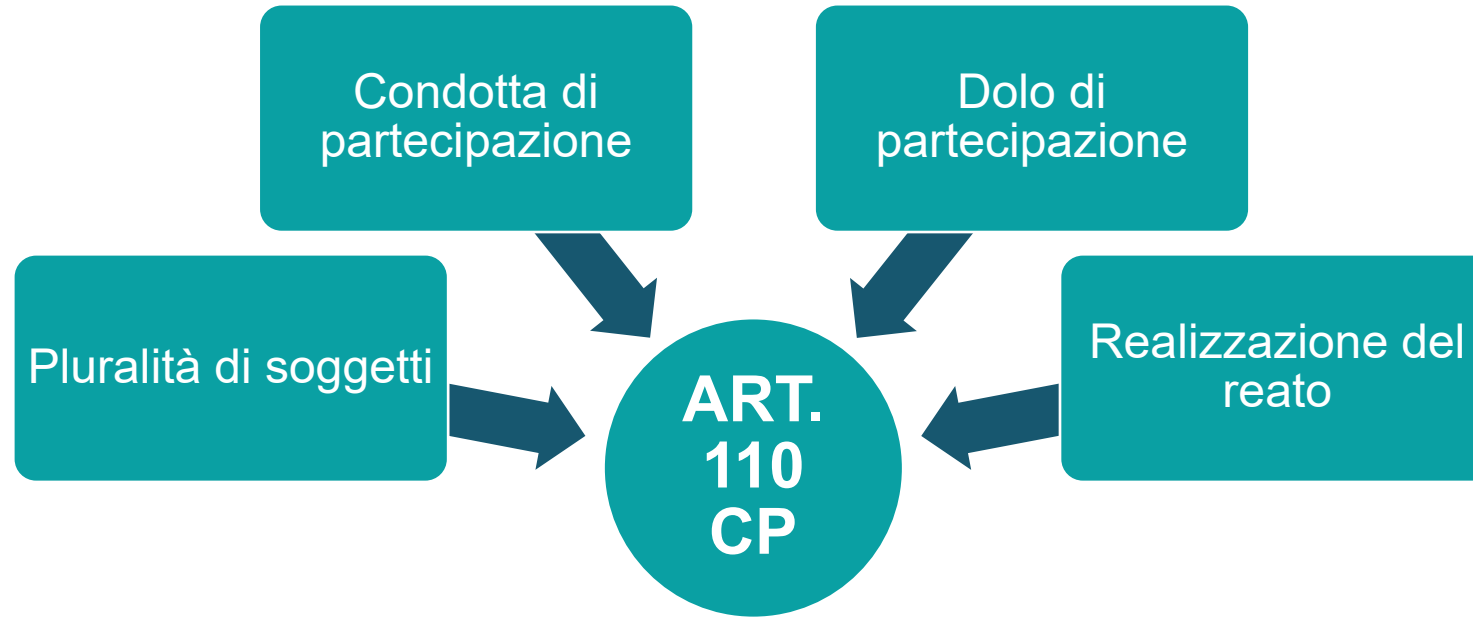 Condotta di
partecipazione
Dolo di
partecipazione
Pluralità di soggetti
Realizzazione del
reato
ART.
110
CP